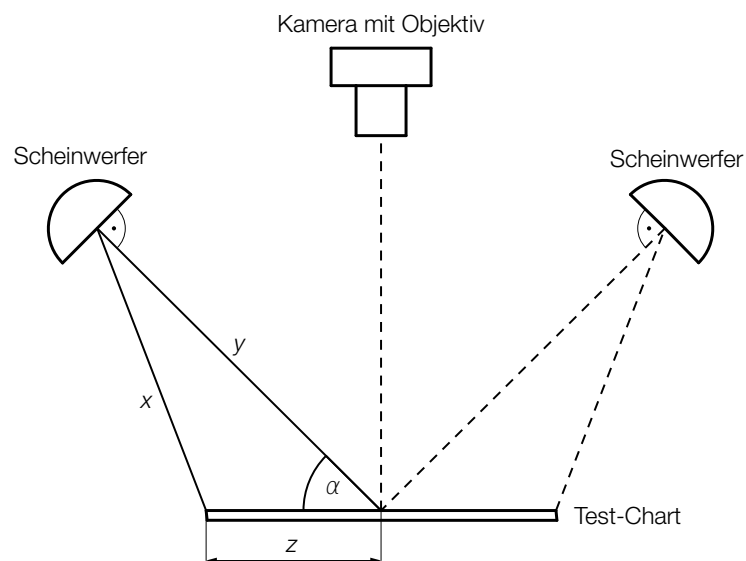 Kamera mit Objektiv
Scheinwerfer
Scheinwerfer
y
x
α
Test-Chart
z